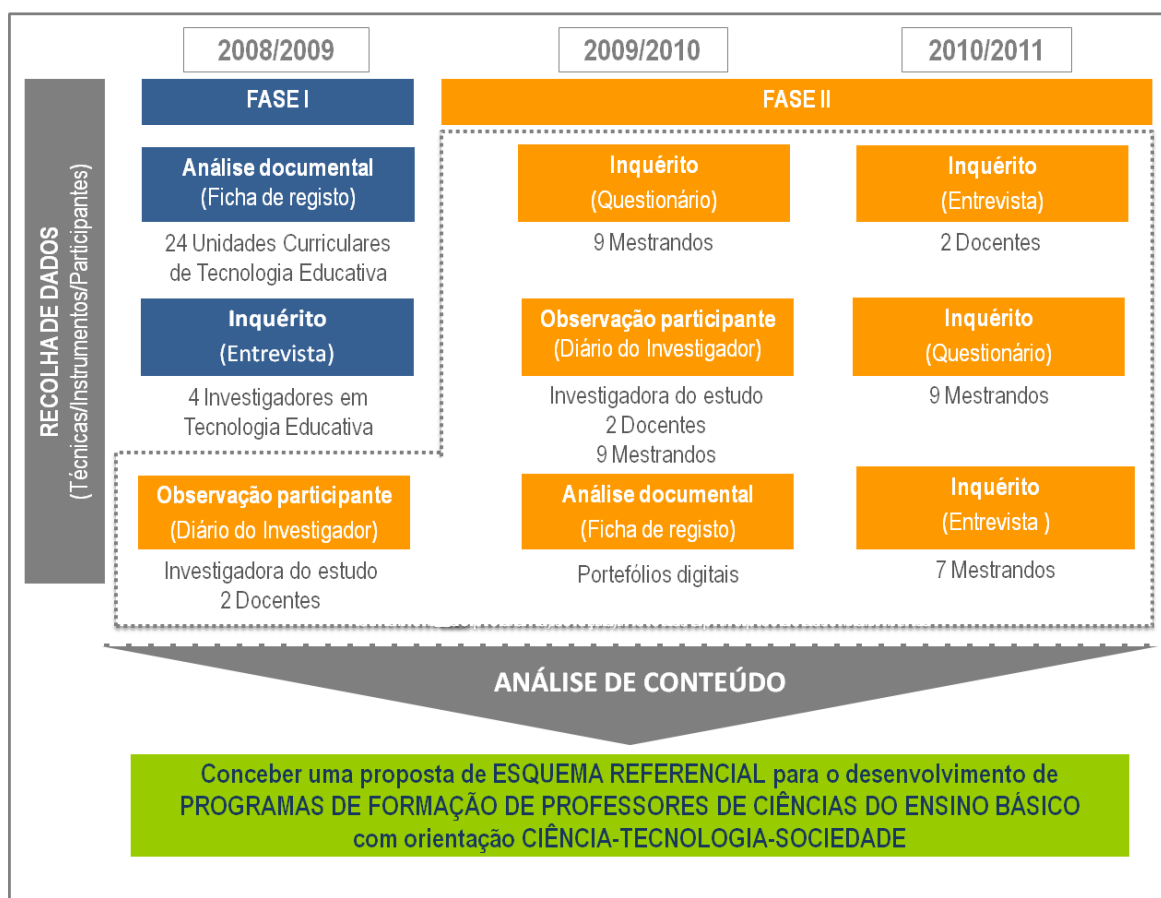 2008/2009
2009/2010
2010/2011
RECOLHA DE DADOS
(Técnicas/Instrumentos/Participantes)
FASE I
FASE II
Análise documental
(Ficha de registo)
24 Unidades Curriculares
de Tecnologia Educativa
Inquérito
(Entrevista)
4 Investigadores em
Tecnologia Educativa
Observação participante
(Diário do Investigador)
Investigadora do estudo
2 Docentes
Inquérito
(Questionário)
9 Mestrandos
Observação participante
(Diário do Investigador)
Investigadora do estudo
2 Docentes
9 Mestrandos
Análise documental
(Ficha de registo)
Portefólios digitais
Inquérito
(Entrevista)
2 Docentes
Inquérito
(Questionário)
9 Mestrandos
Inquérito
(Entrevista )
7 Mestrandos
ANÁLISE DE CONTEÚDO
Conceber uma proposta de ESQUEMA REFERENCIAL para o desenvolvimento de
PROGRAMAS DE FORMAÇÃO DE PROFESSORES DE CIÊNCIAS DO ENSINO BÁSICO
com orientação CIÊNCIA-TECNOLOGIA-SOCIEDADE